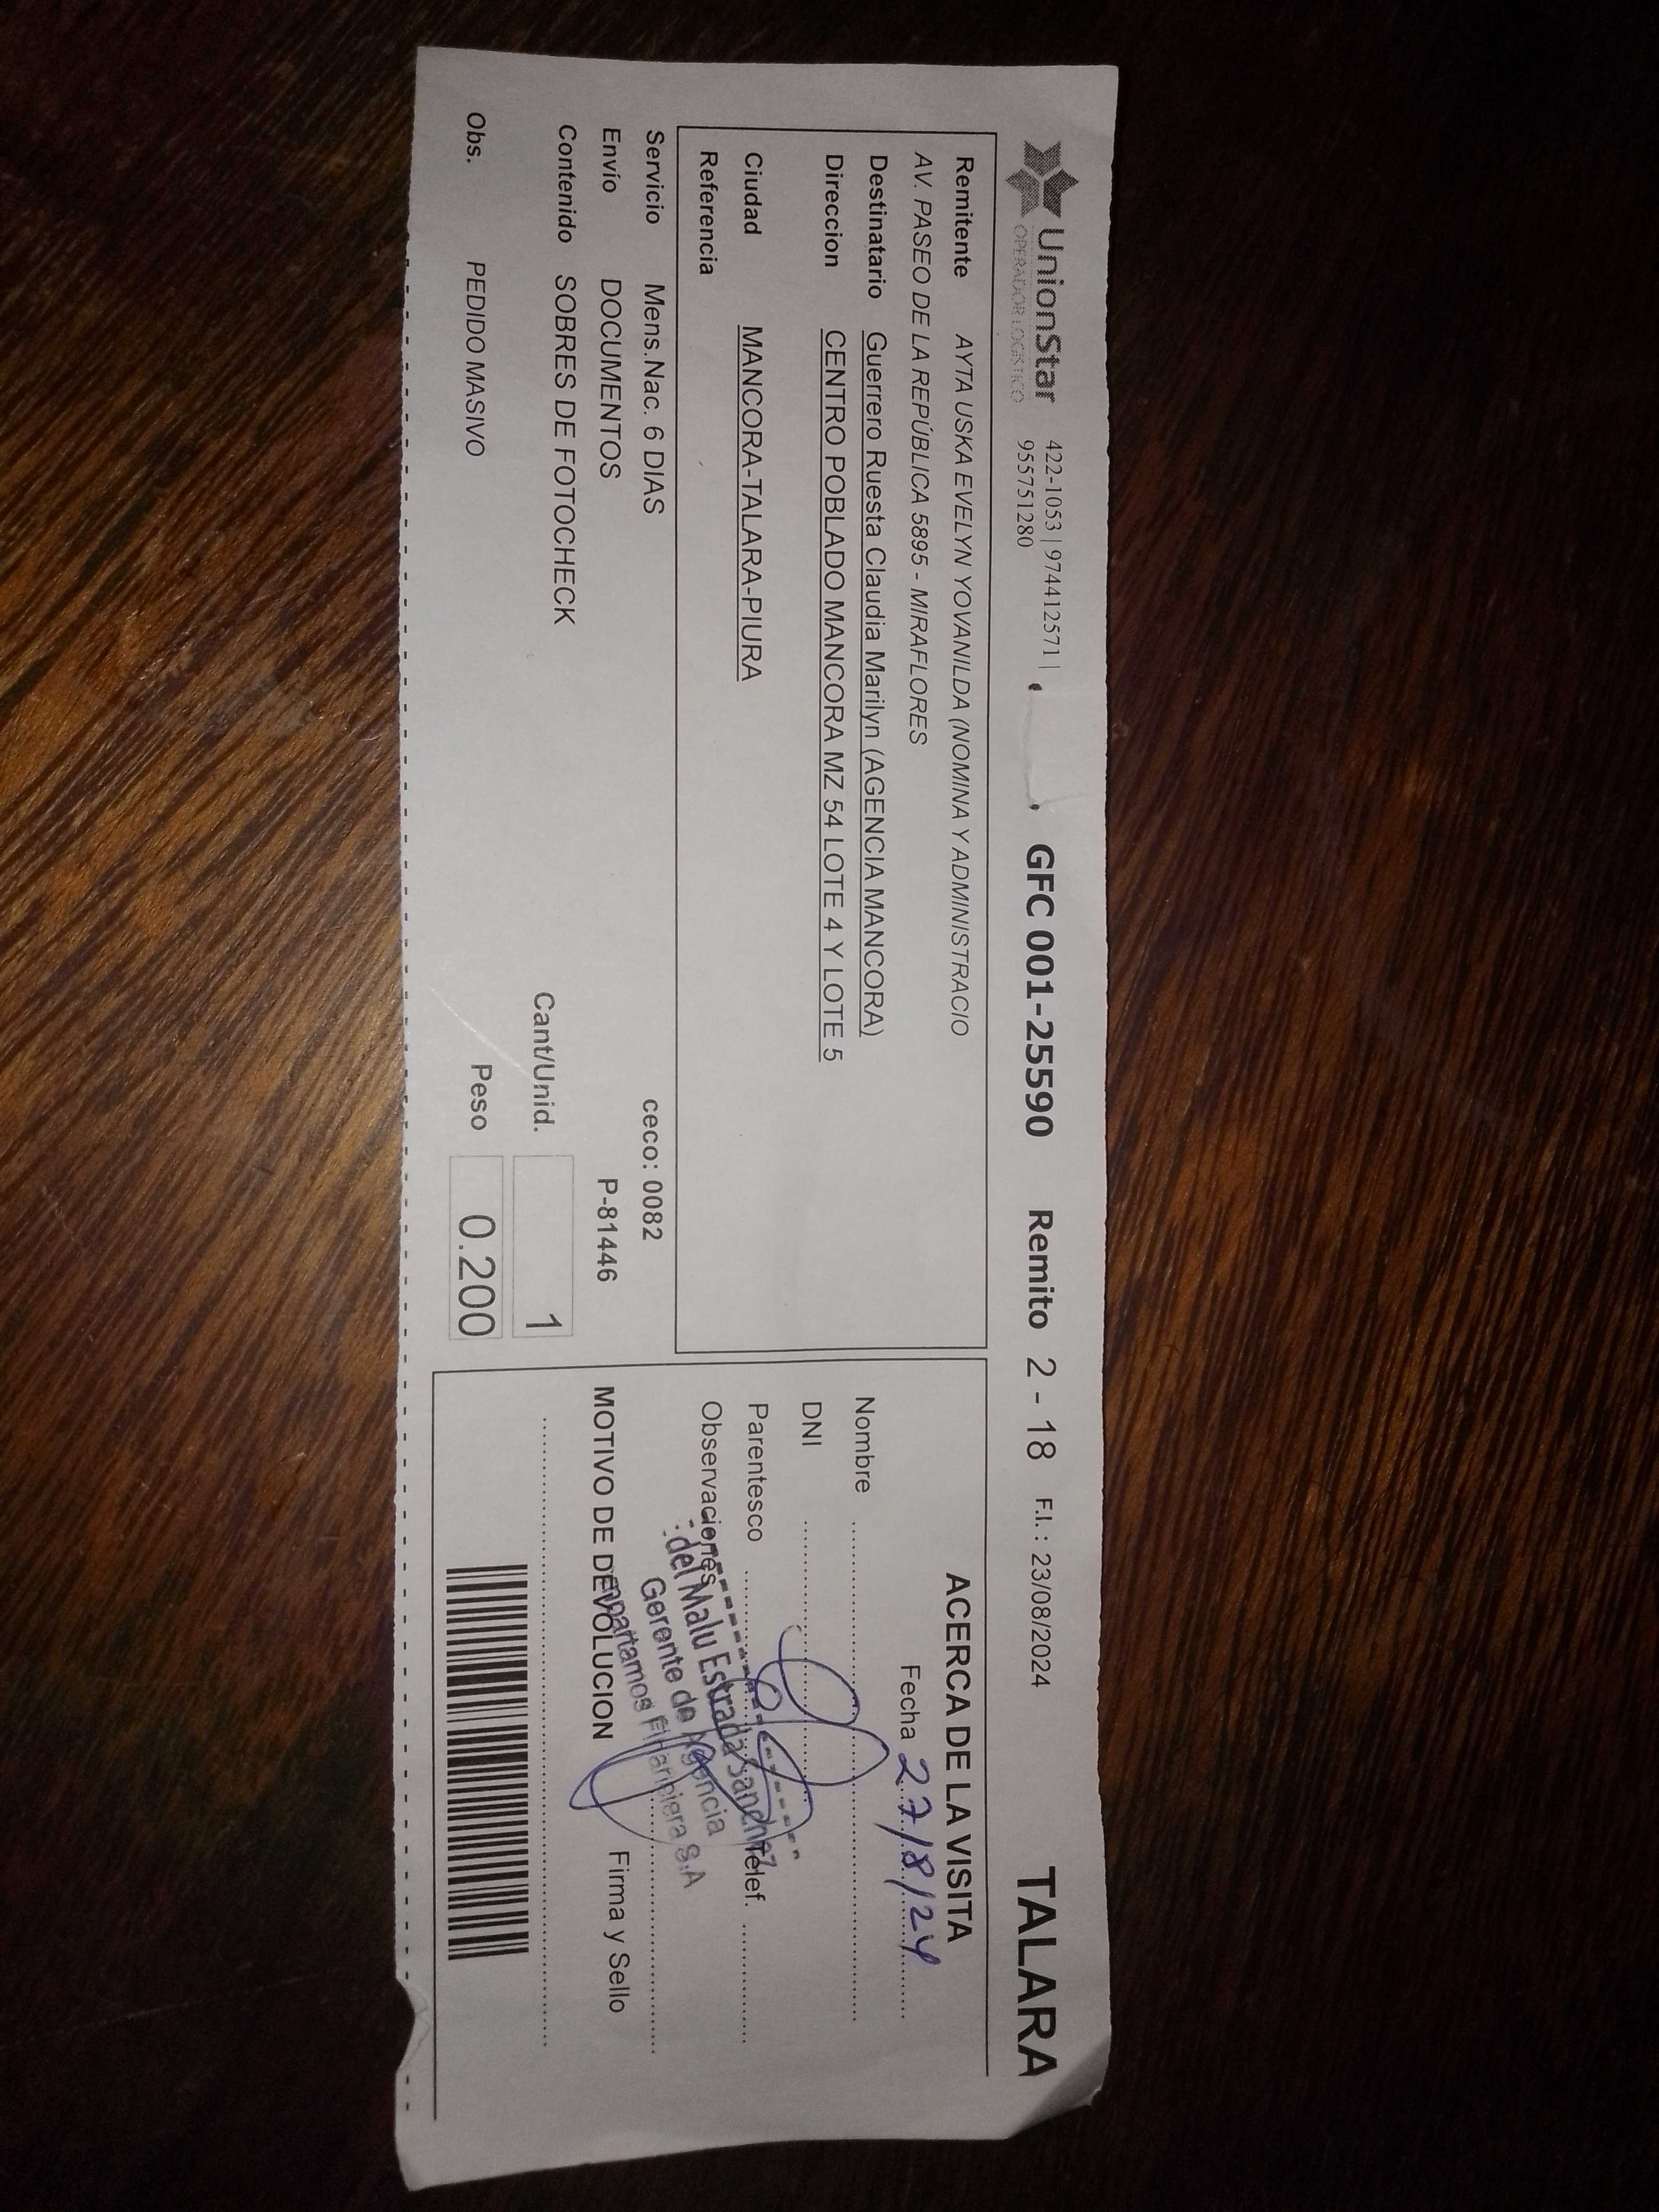 UnionStar
OPERADOR LOGISTICO
422-1053 | 974412571 |
955751280
GFC 001-25590 Remito 2 - 18 F.I. : 23/08/2024 TALARA
Remitente AYTA USKA EVELYN YOVANILDA (NOMINA Y ADMINISTRACIO
AV. PASEO DE LA REPÚBLICA 5895 - MIRAFLORES
Destinatario Guerrero Ruesta Claudia Marilyn (AGENCIA MANCORA)
Direccion CENTRO POBLADO MANCORA MZ 54 LOTE 4 Y LOTE 5
Ciudad MANCORA-TALARA-PIURA
Referencia
Servicio Mens.Nac. 6 DIAS ceco: 0082
Envío DOCUMENTOS P-81446
Contenido SOBRES DE FOTOCHECK
Cant/Unid. 1
Obs. PEDIDO MASIVO Peso 0.200
ACERCA DE LA VISITA
Fecha 27/8/24
Nombre
DNI
Parentesco Telef.
Observaciones
del Malu Estrada Sanchez
Gerente de Agencia
mpartamos Financiera S.A
MOTIVO DE DEVOLUCION Firma y Sello